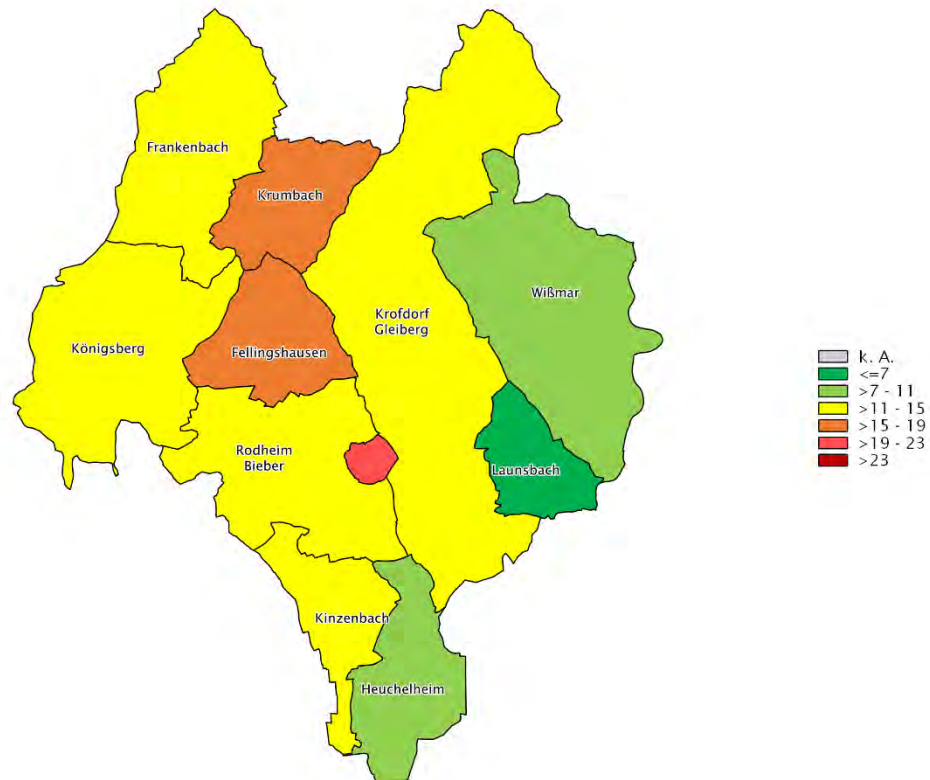 Frankenbach
Krumbach
Wißmar
Krofdorf
Gleiberg
Königsberg
Fellingshausen
Rodheim
Bieber
Launsbach
Kinzenbach
Heuchelheim
k. A.
<=7
>7 - 11
>11 - 15
>15 - 19
>19 - 23
>23